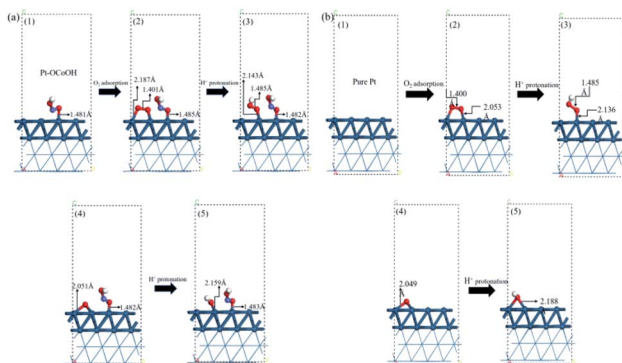 (a)
(1)
Pt-OCoOH
1.481Å
O₂ adsorption
(2)
2.187Å
1.401Å
1.485Å
H⁺ protonation
(3)
2.143Å
1.485Å
1.482Å
(4)
2.051Å
1.482Å
H⁺ protonation
(5)
2.159Å
1.483Å
(b)
(1)
Pure Pt
O₂ adsorption
(2)
1.400
Å
2.053
Å
H⁺ protonation
(3)
1.485
Å
2.136
Å
(4)
2.049
Å
H⁺ protonation
(5)
2.188